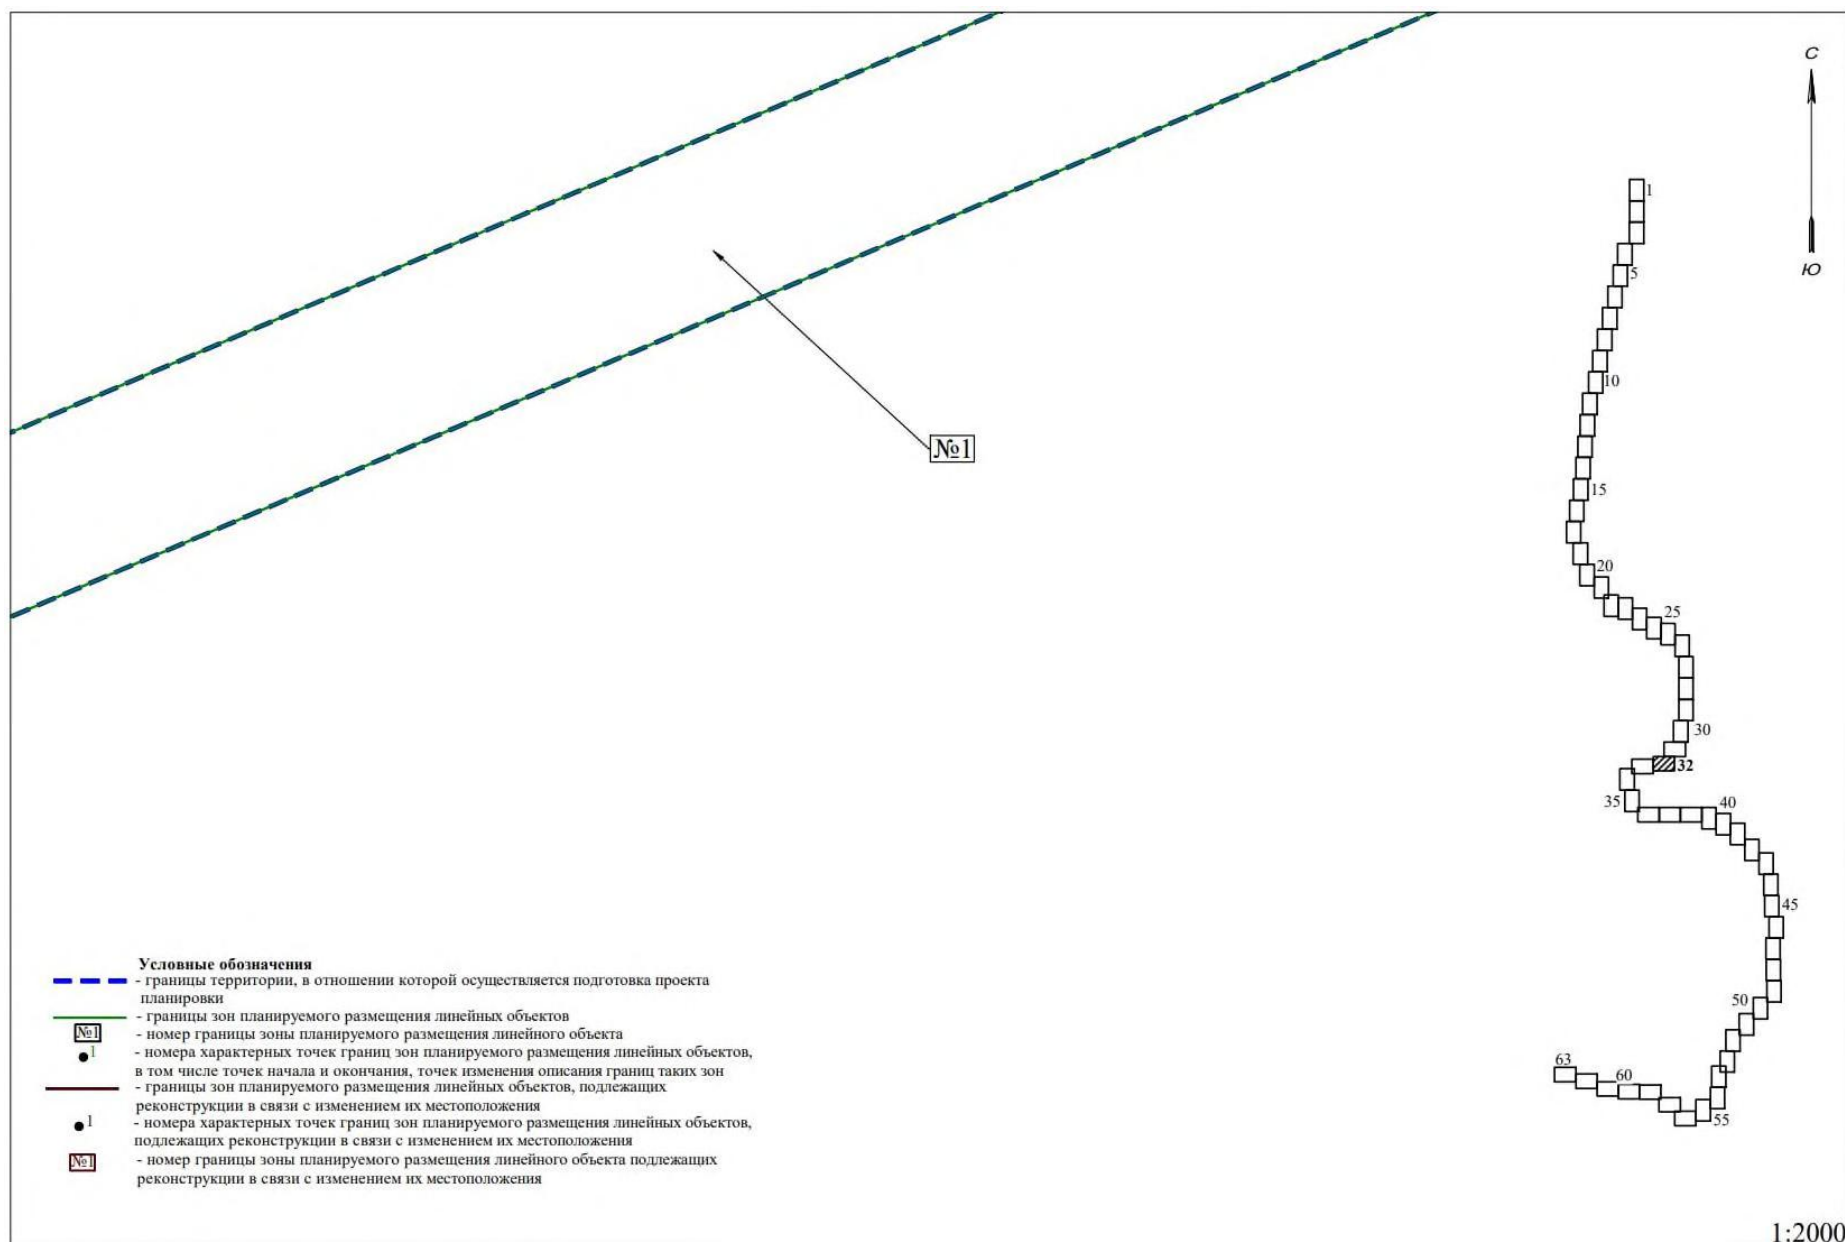 С
Ю
1
5
10
15
20
25
30
32
35
40
45
50
55
60
63
№1
Условные обозначения
- границы территории, в отношении которой осуществляется подготовка проекта
планировки
- границы зон планируемого размещения линейных объектов
№1
- номер границы зоны планируемого размещения линейного объекта
1
- номера характерных точек границ зон планируемого размещения линейных объектов,
в том числе точек начала и окончания, точек изменения описания границ таких зон
- границы зон планируемого размещения линейных объектов, подлежащих
реконструкции в связи с изменением их местоположения
1
- номера характерных точек границ зон планируемого размещения линейных объектов,
подлежащих реконструкции в связи с изменением их местоположения
№1
- номер границы зоны планируемого размещения линейного объекта подлежащих
реконструкции в связи с изменением их местоположения
1:2000